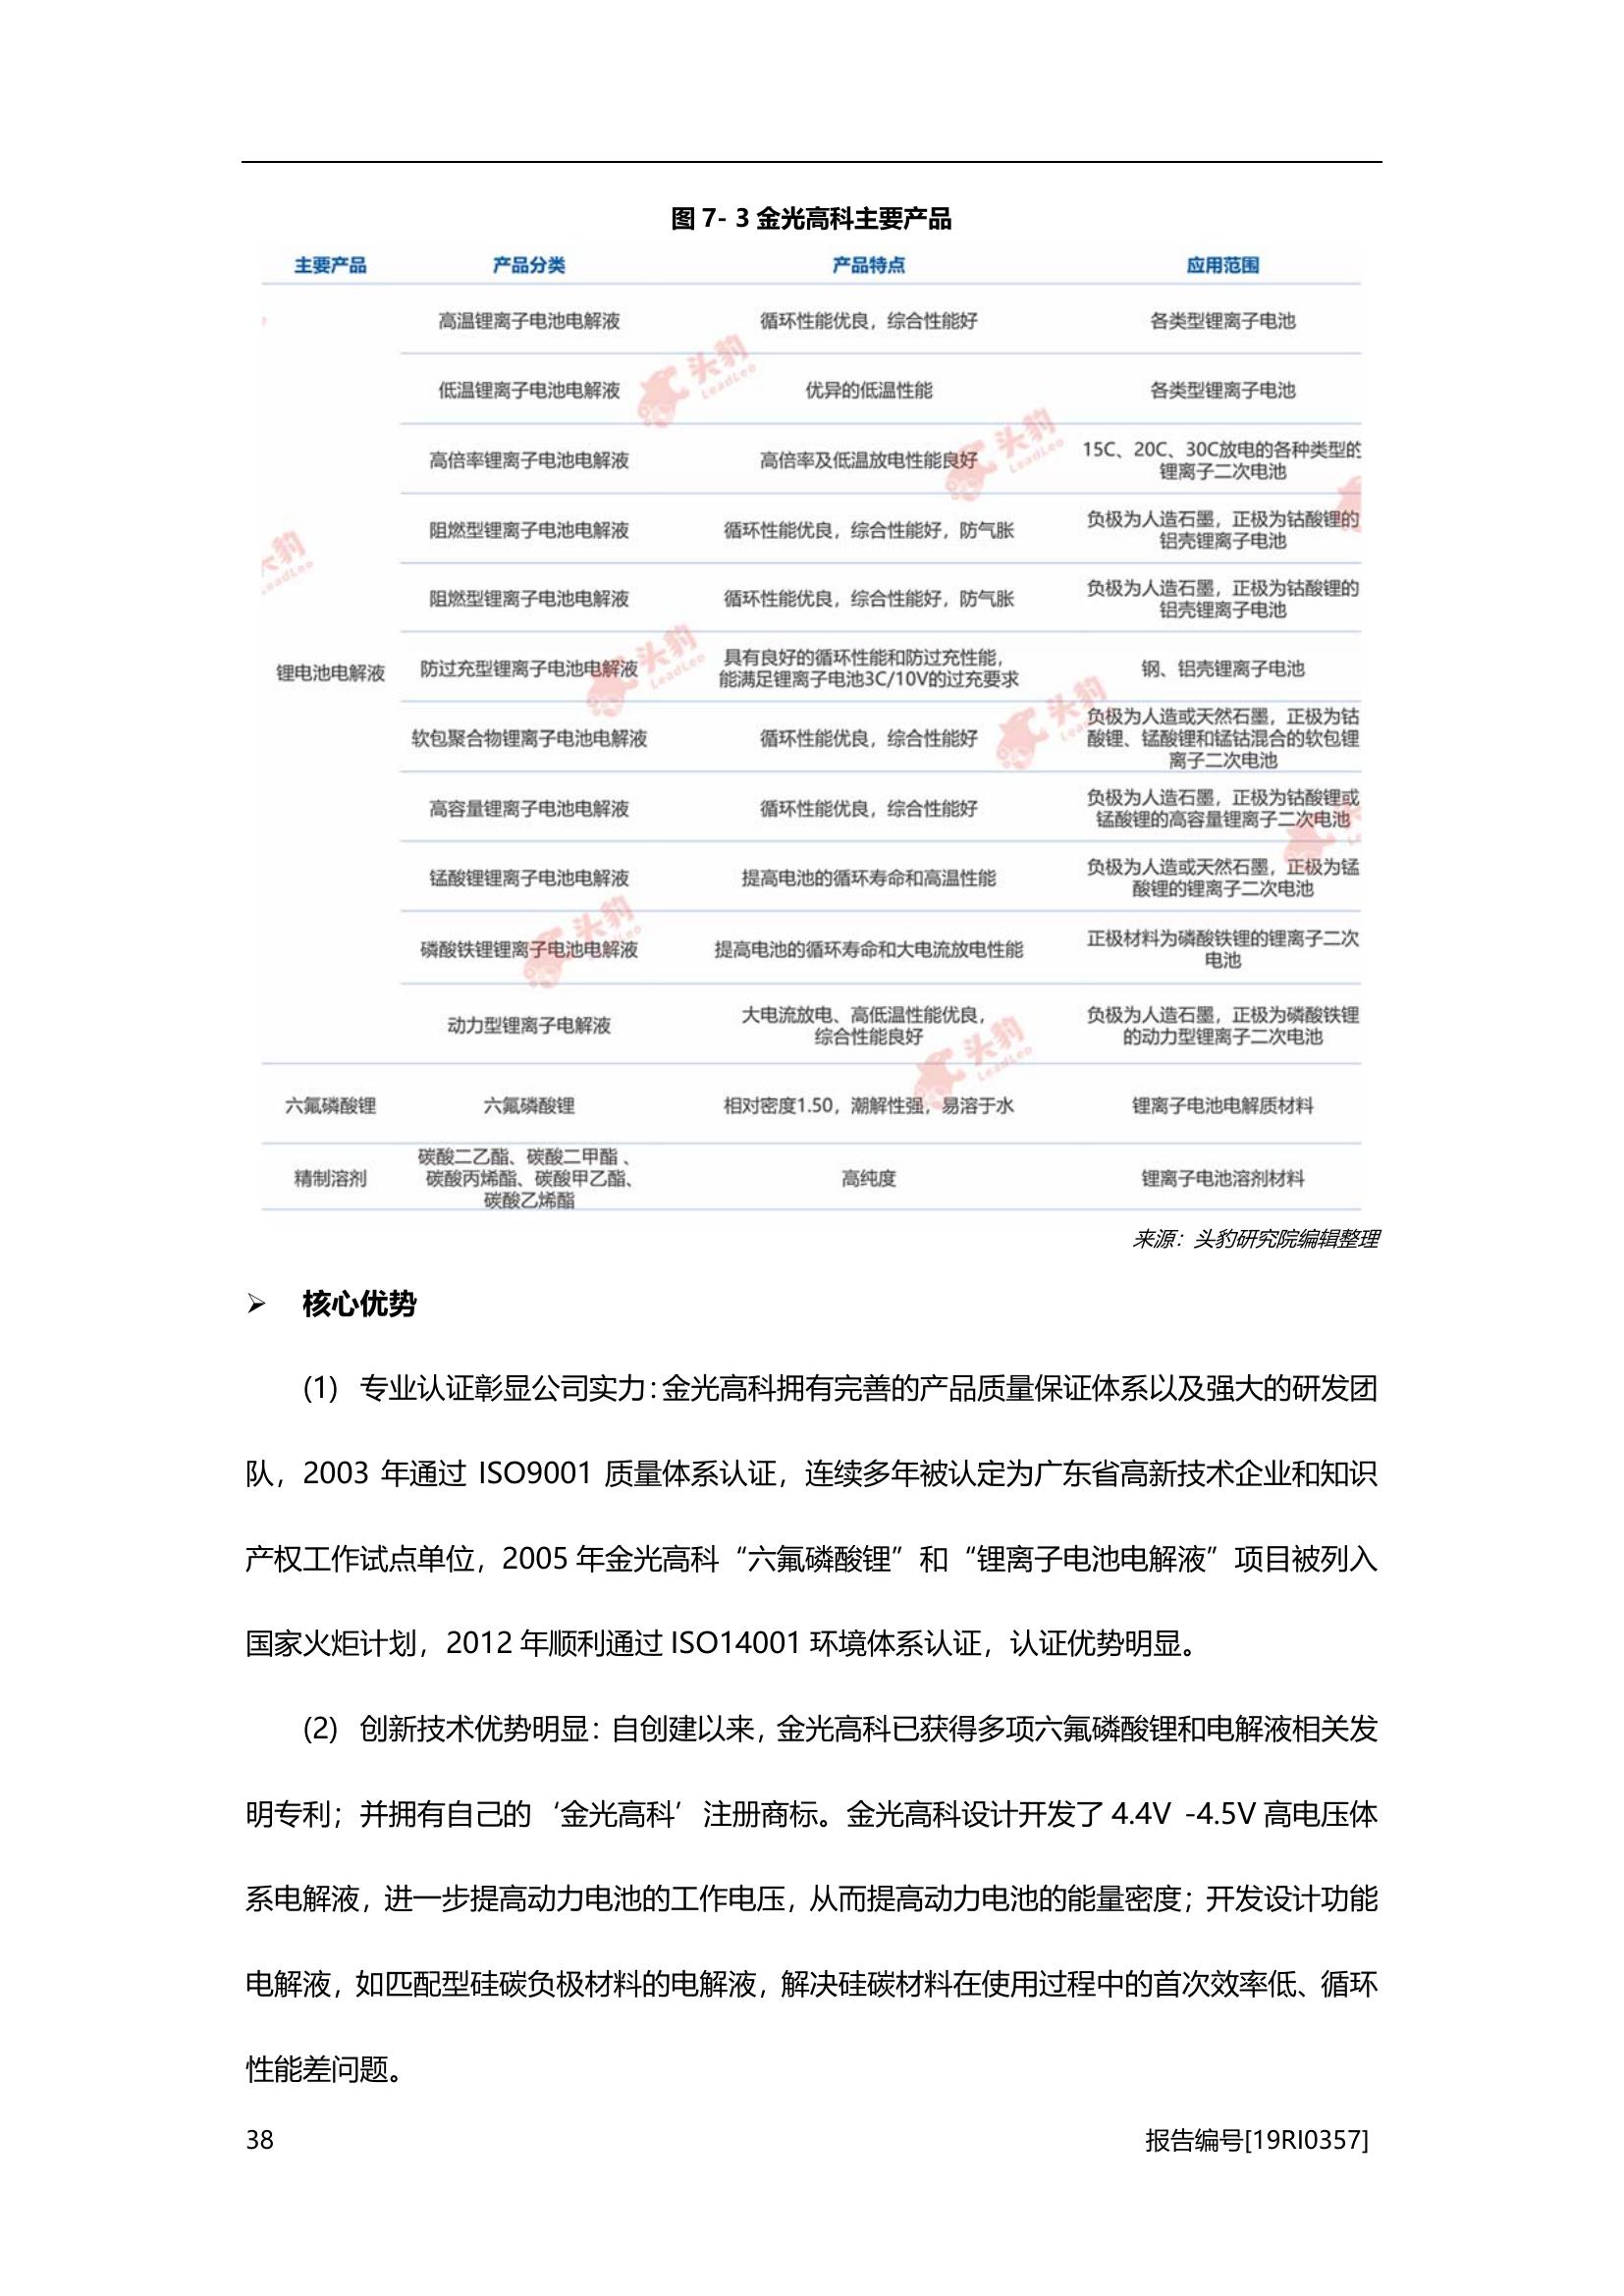 图 7- 3 金光高科主要产品
主要产品 产品分类 产品特点 应用范围
高温锂离子电池电解液 循环性能优良，综合性能好 各类型锂离子电池
低温锂离子电池电解液 优异的低温性能 各类型锂离子电池
高倍率锂离子电池电解液 高倍率及低温放电性能良好 15C、20C、30C放电的各种类型的
锂离子二次电池
阻燃型锂离子电池电解液 循环性能优良，综合性能好，防气胀 负极为人造石墨，正极为钴酸锂的
铝壳锂离子电池
阻燃型锂离子电池电解液 循环性能优良，综合性能好，防气胀 负极为人造石墨，正极为钴酸锂的
铝壳锂离子电池
锂电池电解液 防过充型锂离子电池电解液 具有良好的循环性能和防过充性能，
能满足锂离子电池3C/10V的过充要求 钢、铝壳锂离子电池
软包聚合物锂离子电池电解液 循环性能优良，综合性能好 负极为人造或天然石墨，正极为钴
酸锂、锰酸锂和锰钴混合的软包锂
离子二次电池
高容量锂离子电池电解液 循环性能优良，综合性能好 负极为人造石墨，正极为钴酸锂或
锰酸锂的高容量锂离子二次电池
锰酸锂锂离子电池电解液 提高电池的循环寿命和高温性能 负极为人造或天然石墨，正极为锰
酸锂的锂离子二次电池
磷酸铁锂锂离子电池电解液 提高电池的循环寿命和大电流放电性能 正极材料为磷酸铁锂的锂离子二次
电池
动力型锂离子电解液 大电流放电、高低温性能优良，
综合性能良好 负极为人造石墨，正极为磷酸铁锂
的动力型锂离子二次电池
六氟磷酸锂 六氟磷酸锂 相对密度1.50，潮解性强，易溶于水 锂离子电池电解质材料
精制溶剂 碳酸二乙酯、碳酸二甲酯 、
碳酸丙烯酯、碳酸甲乙酯、
碳酸乙烯酯 高纯度 锂离子电池溶剂材料
头豹
LeadLeo
头豹
LeadLeo
头豹
LeadLeo
头豹
LeadLeo
头豹
头豹
LeadLeo
头豹
LeadLeo
来源：头豹研究院编辑整理
➢ 核心优势
(1) 专业认证彰显公司实力：金光高科拥有完善的产品质量保证体系以及强大的研发团
队，2003 年通过 ISO9001 质量体系认证，连续多年被认定为广东省高新技术企业和知识
产权工作试点单位，2005 年金光高科“六氟磷酸锂”和“锂离子电池电解液”项目被列入
国家火炬计划，2012 年顺利通过 ISO14001 环境体系认证，认证优势明显。
(2) 创新技术优势明显：自创建以来，金光高科已获得多项六氟磷酸锂和电解液相关发
明专利；并拥有自己的‘金光高科’注册商标。金光高科设计开发了 4.4V -4.5V 高电压体
系电解液，进一步提高动力电池的工作电压，从而提高动力电池的能量密度；开发设计功能
电解液，如匹配型硅碳负极材料的电解液，解决硅碳材料在使用过程中的首次效率低、循环
性能差问题。
38 报告编号[19RI0357]